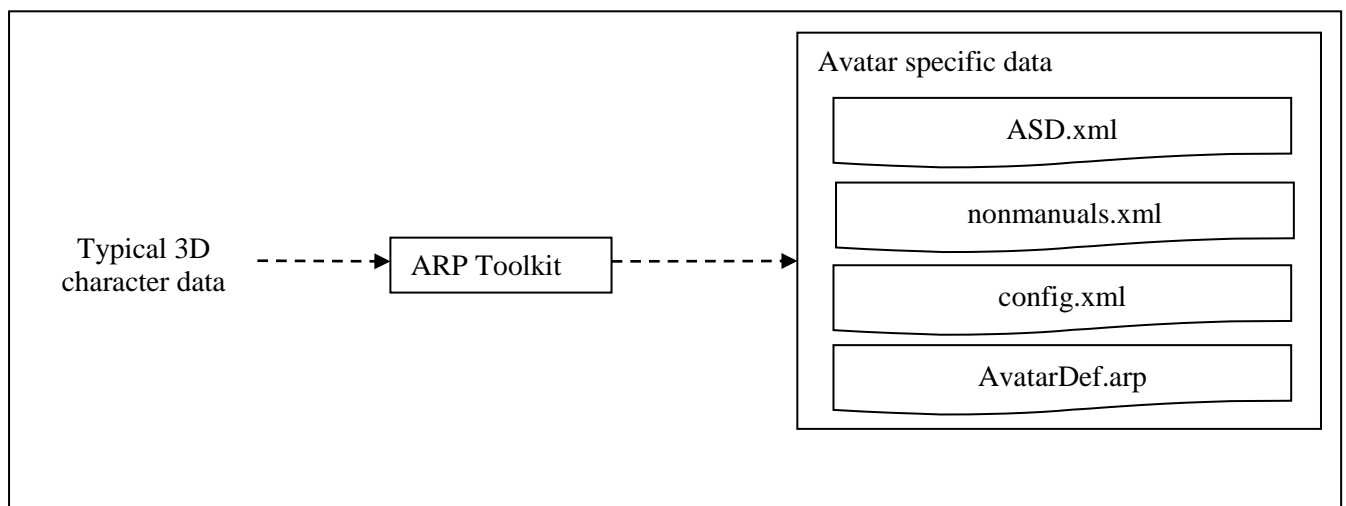 Typical 3D
character data
ARP Toolkit
Avatar specific data
ASD.xml
nonmanuals.xml
config.xml
AvatarDef.arp